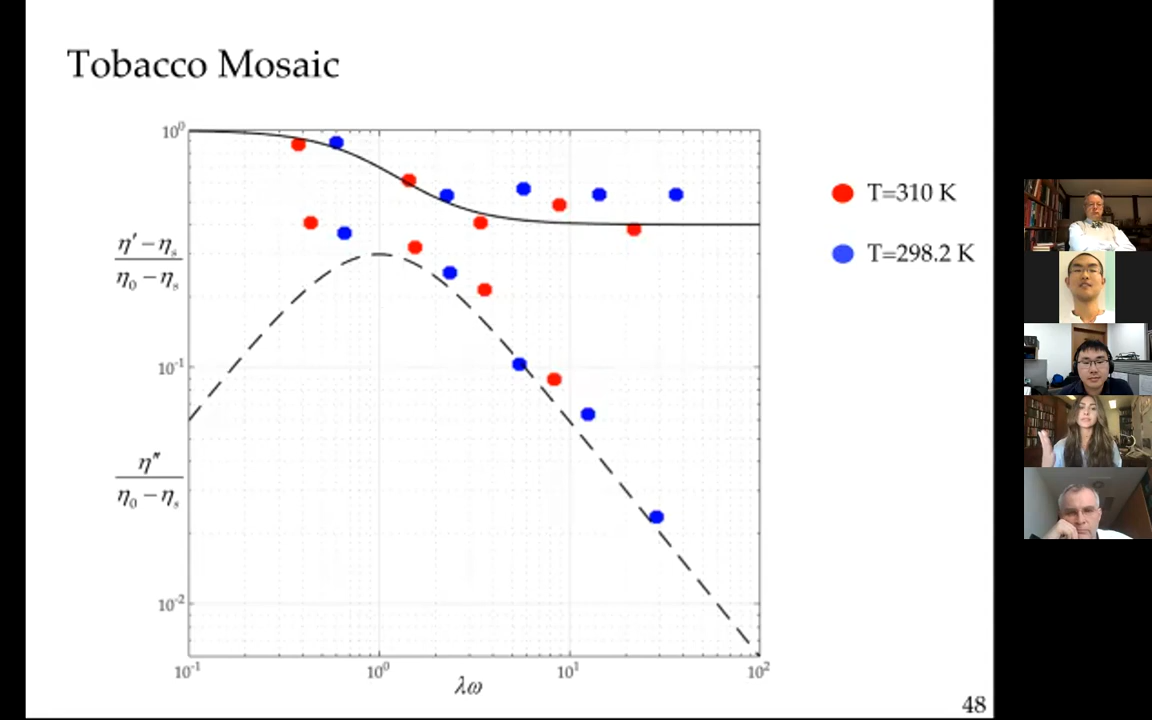 Tobacco Mosaic
10⁰
10⁻¹
10⁻²
η′ − ηₛ
η₀ − ηₛ
η″
η₀ − ηₛ
10⁻¹
10⁰
10¹
10²
λω
T=310 K
T=298.2 K
48